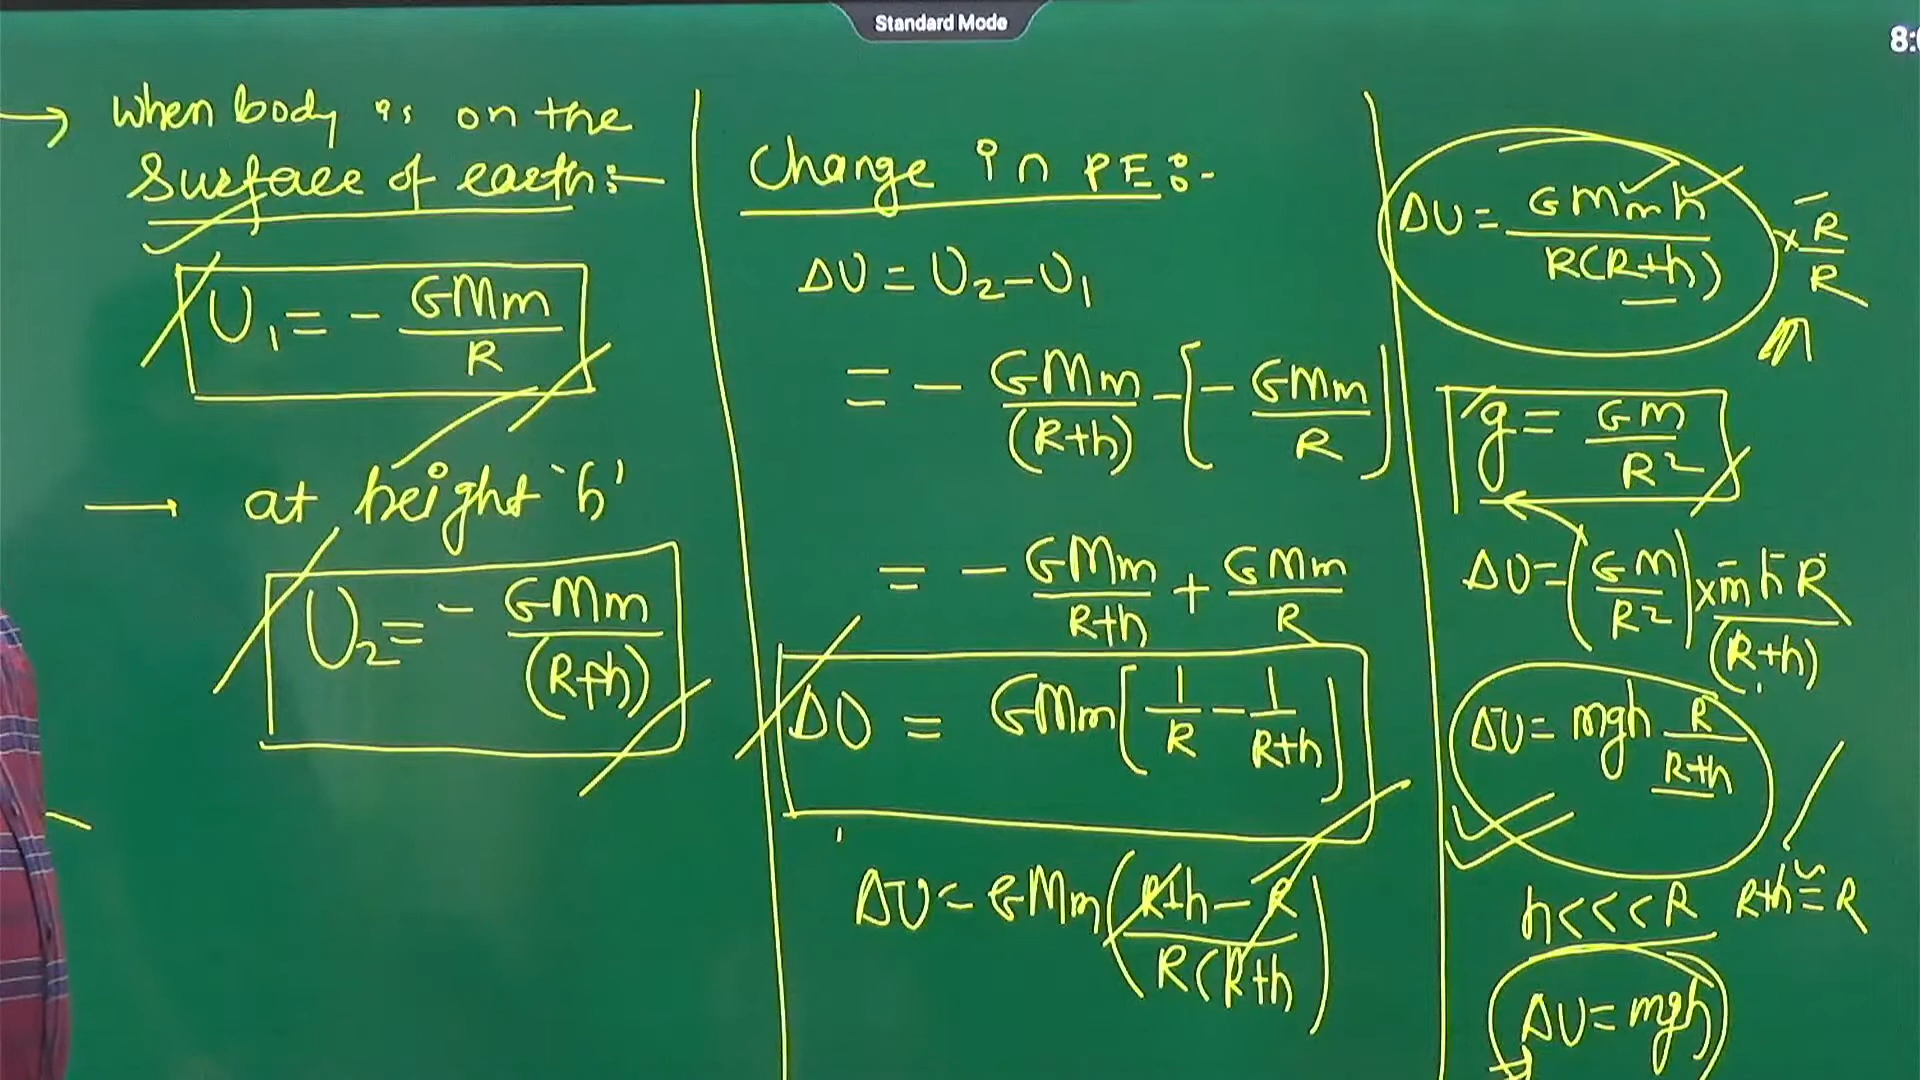 Standard Mode
8:
→ When body is on the
surface of earth:-
U₁ = - GMm/R
→ at height 'h'
U₂ = - GMm/(R+h)
Change in PE:-
ΔU = U₂-U₁
= - GMm/(R+h) - [- GMm/R]
= - GMm/R+h + GMm/R
ΔU = GMm[1/R - 1/R+h]
ΔU = GMm(R+h-R/R(R+h)
ΔU = GMmh/R(R+h) × R/R
g = GM/R²
ΔU = (GM/R²) × mhR/(R+h)
ΔU = mgh R/R+h
h<<<R R+h ≅ R
ΔU = mgh